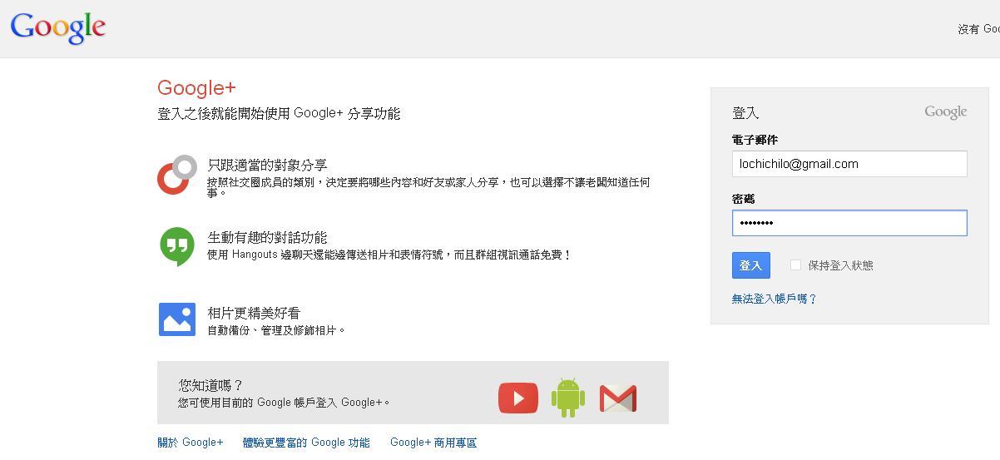 Google
沒有 Goo
Google+
登入之後就能開始使用 Google+ 分享功能
只跟適當的對象分享
按照社交圈成員的類別，決定要將哪些內容和好友或家人分享，也可以選擇不讓老闆知道任何
事。
生動有趣的對話功能
使用 Hangouts 邊聊天還能邊傳送相片和表情符號，而且群組視訊通話免費！
相片更精美好看
自動備份、管理及修飾相片。
您知道嗎？
您可使用目前的 Google 帳戶登入 Google+。
關於 Google+ 體驗更豐富的 Google 功能 Google+ 商用專區
登入 Google
電子郵件
lochichilo@gmail.com
密碼
••••••••
登入 保持登入狀態
無法登入帳戶嗎？